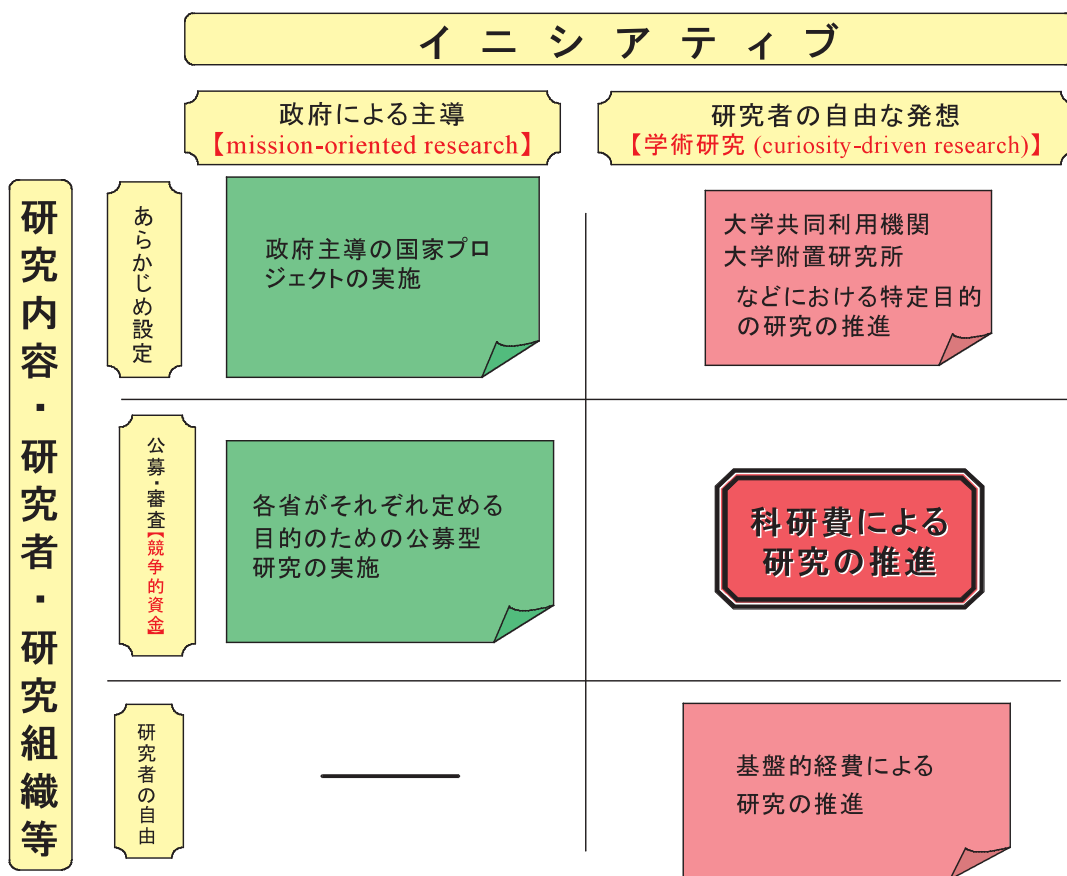 イニシアティブ
政府による主導
【mission-oriented research】
研究者の自由な発想
【学術研究 (curiosity-driven research)】
研究内容・研究者・研究組織等
あらかじめ設定
政府主導の国家プロ
ジェクトの実施
大学共同利用機関
大学附置研究所
などにおける特定目的
の研究の推進
公募・審査【競争的資金】
各省がそれぞれ定める
目的のための公募型
研究の実施
科研費による
研究の推進
研究者の自由
基盤的経費による
研究の推進